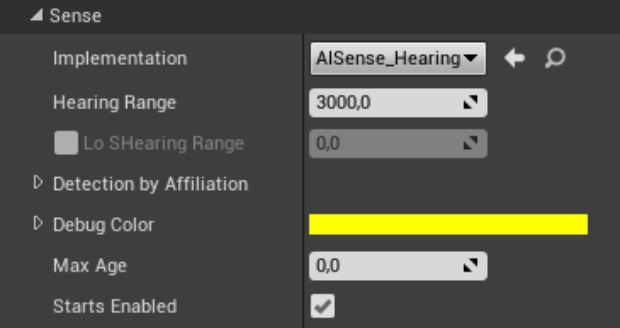 Sense
Implementation AISense_Hearing
Hearing Range 3000,0
Lo SHearing Range 0,0
Detection by Affiliation
Debug Color
Max Age 0,0
Starts Enabled